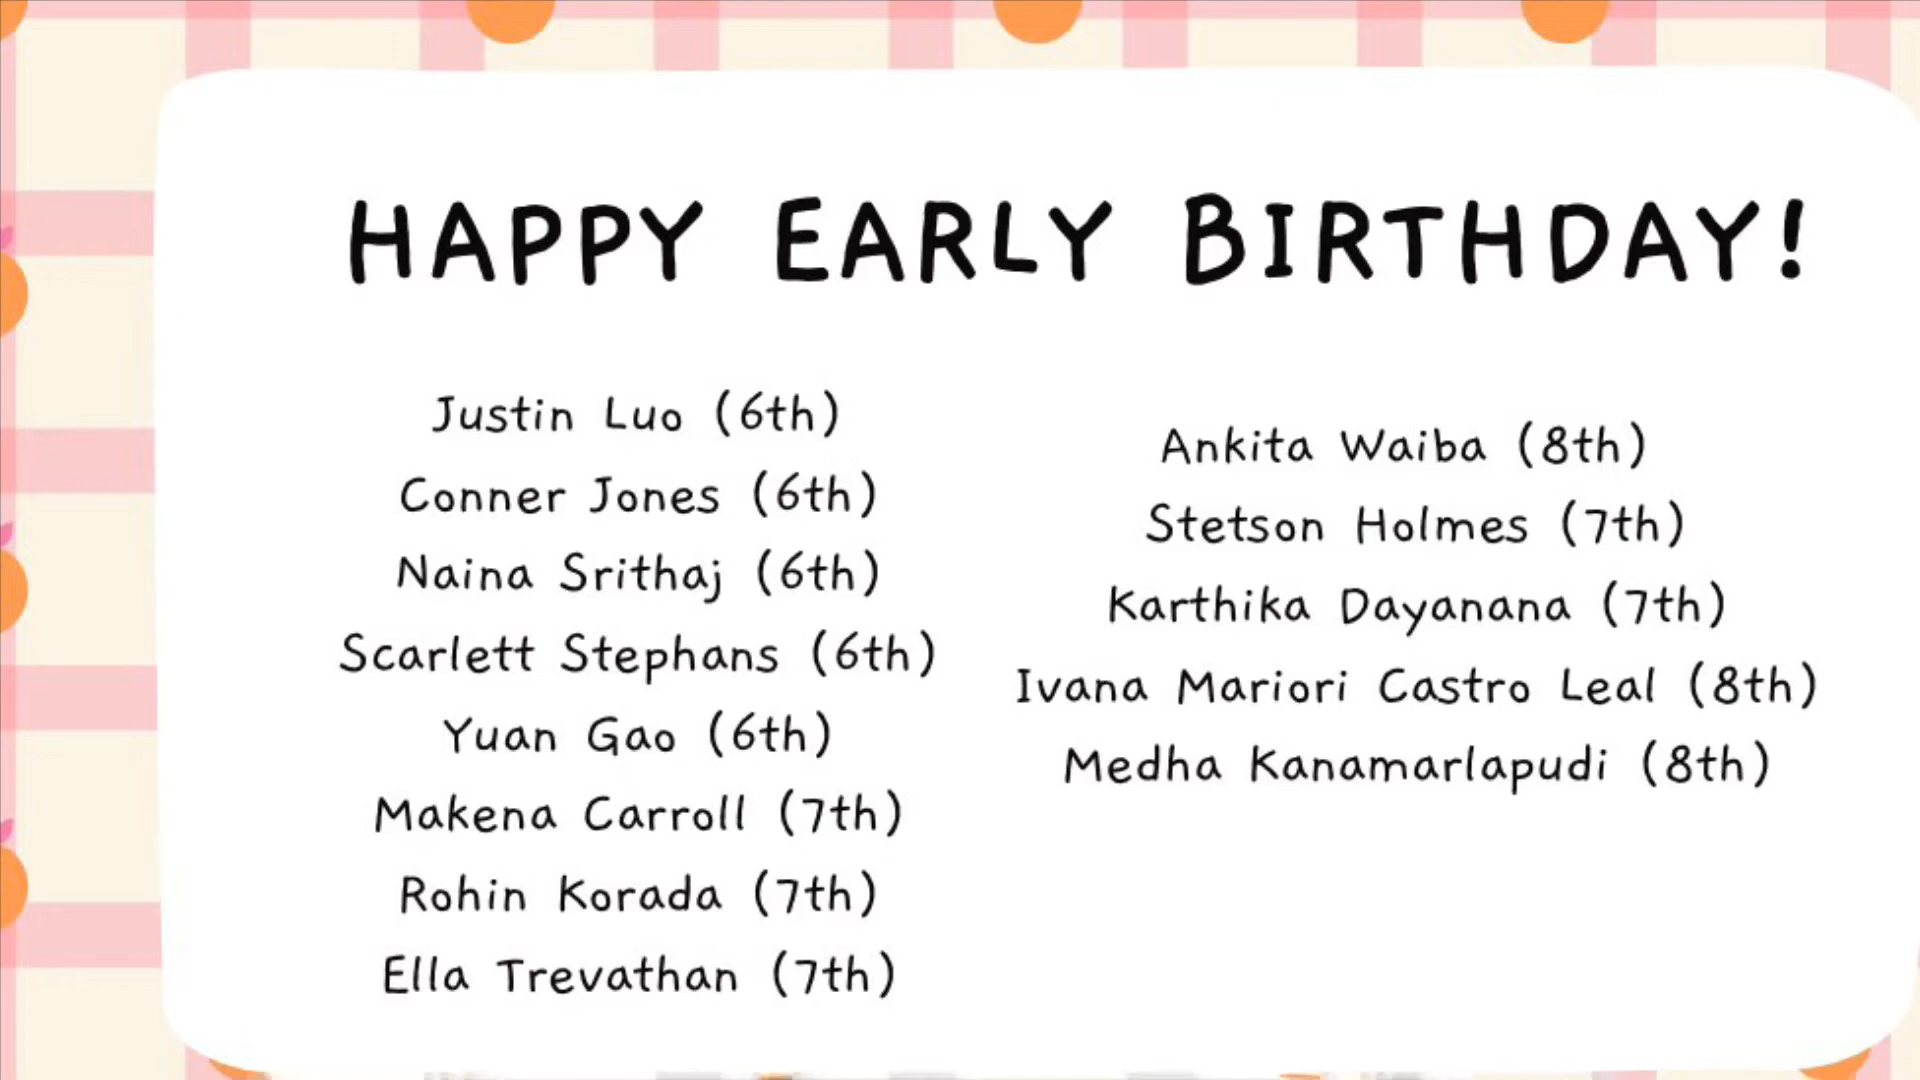 HAPPY EARLY BIRTHDAY!
Justin Luo (6th)
Conner Jones (6th)
Naina Srithaj (6th)
Scarlett Stephans (6th)
Yuan Gao (6th)
Makena Carroll (7th)
Rohin Korada (7th)
Ella Trevathan (7th)
Ankita Waiba (8th)
Stetson Holmes (7th)
Karthika Dayanana (7th)
Ivana Mariori Castro Leal (8th)
Medha Kanamarlapudi (8th)